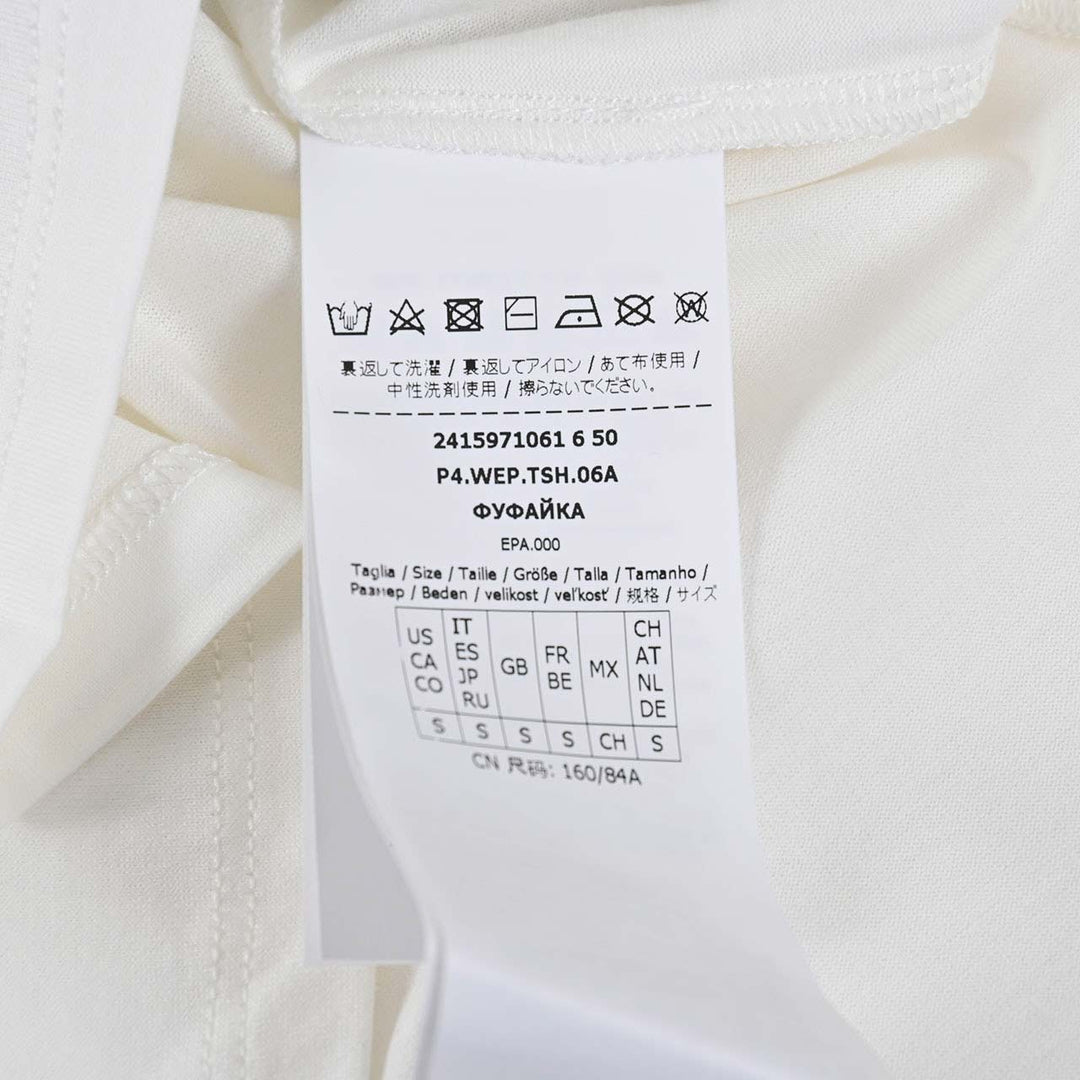 裏返して洗濯 / 裏返してアイロン / あて布使用 /
中性洗剤使用 / 擦らないでください。
2415971061 6 50
P4.WEP.TSH.06A
ФУФАЙКА
EPA.000
Taglia / Size / Tailie / Größe / Talla / Tamanho /
Размер / Beden / velikost / veľkosť / 规格 / サイズ
US CA CO IT ES JP RU GB FR BE MX CH AT NL DE
S S S S CH S
CN 尺码: 160/84A